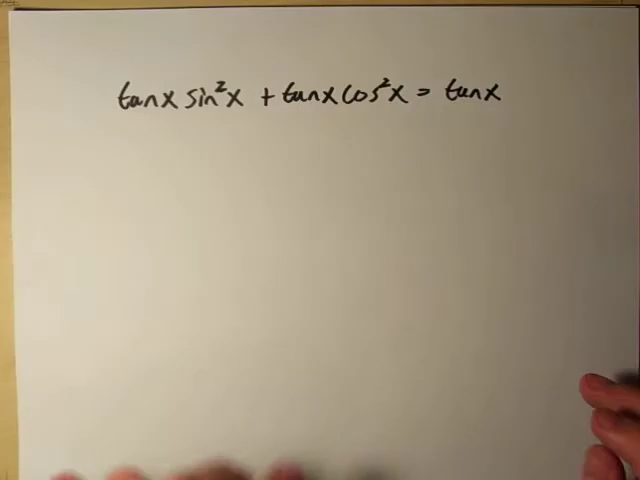 tanx sin²x + tanx cos²x = tanx